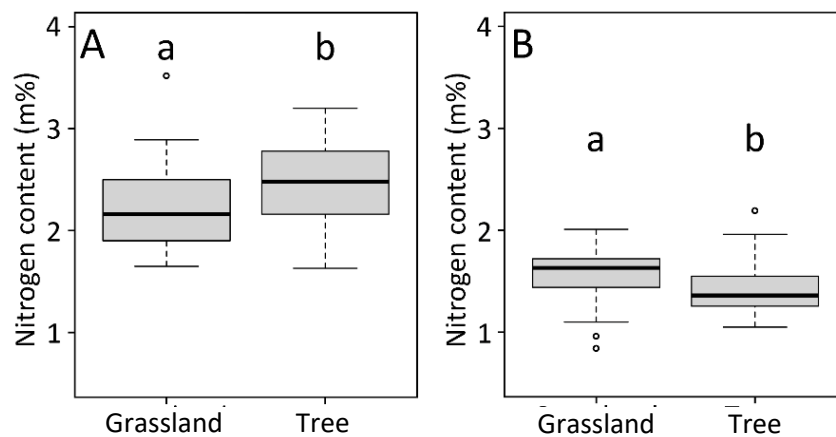 A
a
b
Nitrogen content (m%)
4
3
2
1
Grassland
Tree
B
a
b
Nitrogen content (m%)
4
3
2
1
Grassland
Tree